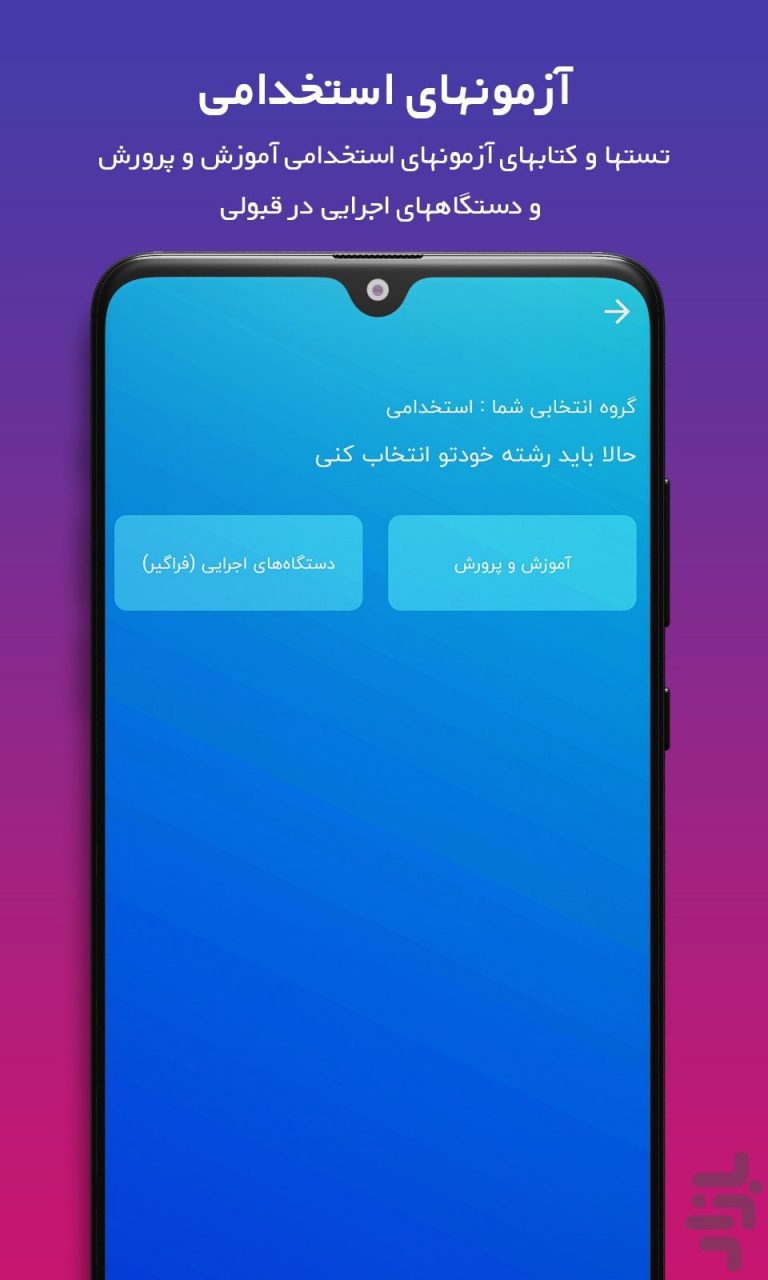 آزمونهای استخدامی
تستها و کتابهای آزمونهای استخدامی آموزش و پرورش
و دستگاههای اجرایی در قبولی
گروه انتخابی شما : استخدامی
حالا باید رشته خودتو انتخاب کنی
آموزش و پرورش
دستگاه‌های اجرایی (فراگیر)
بازار